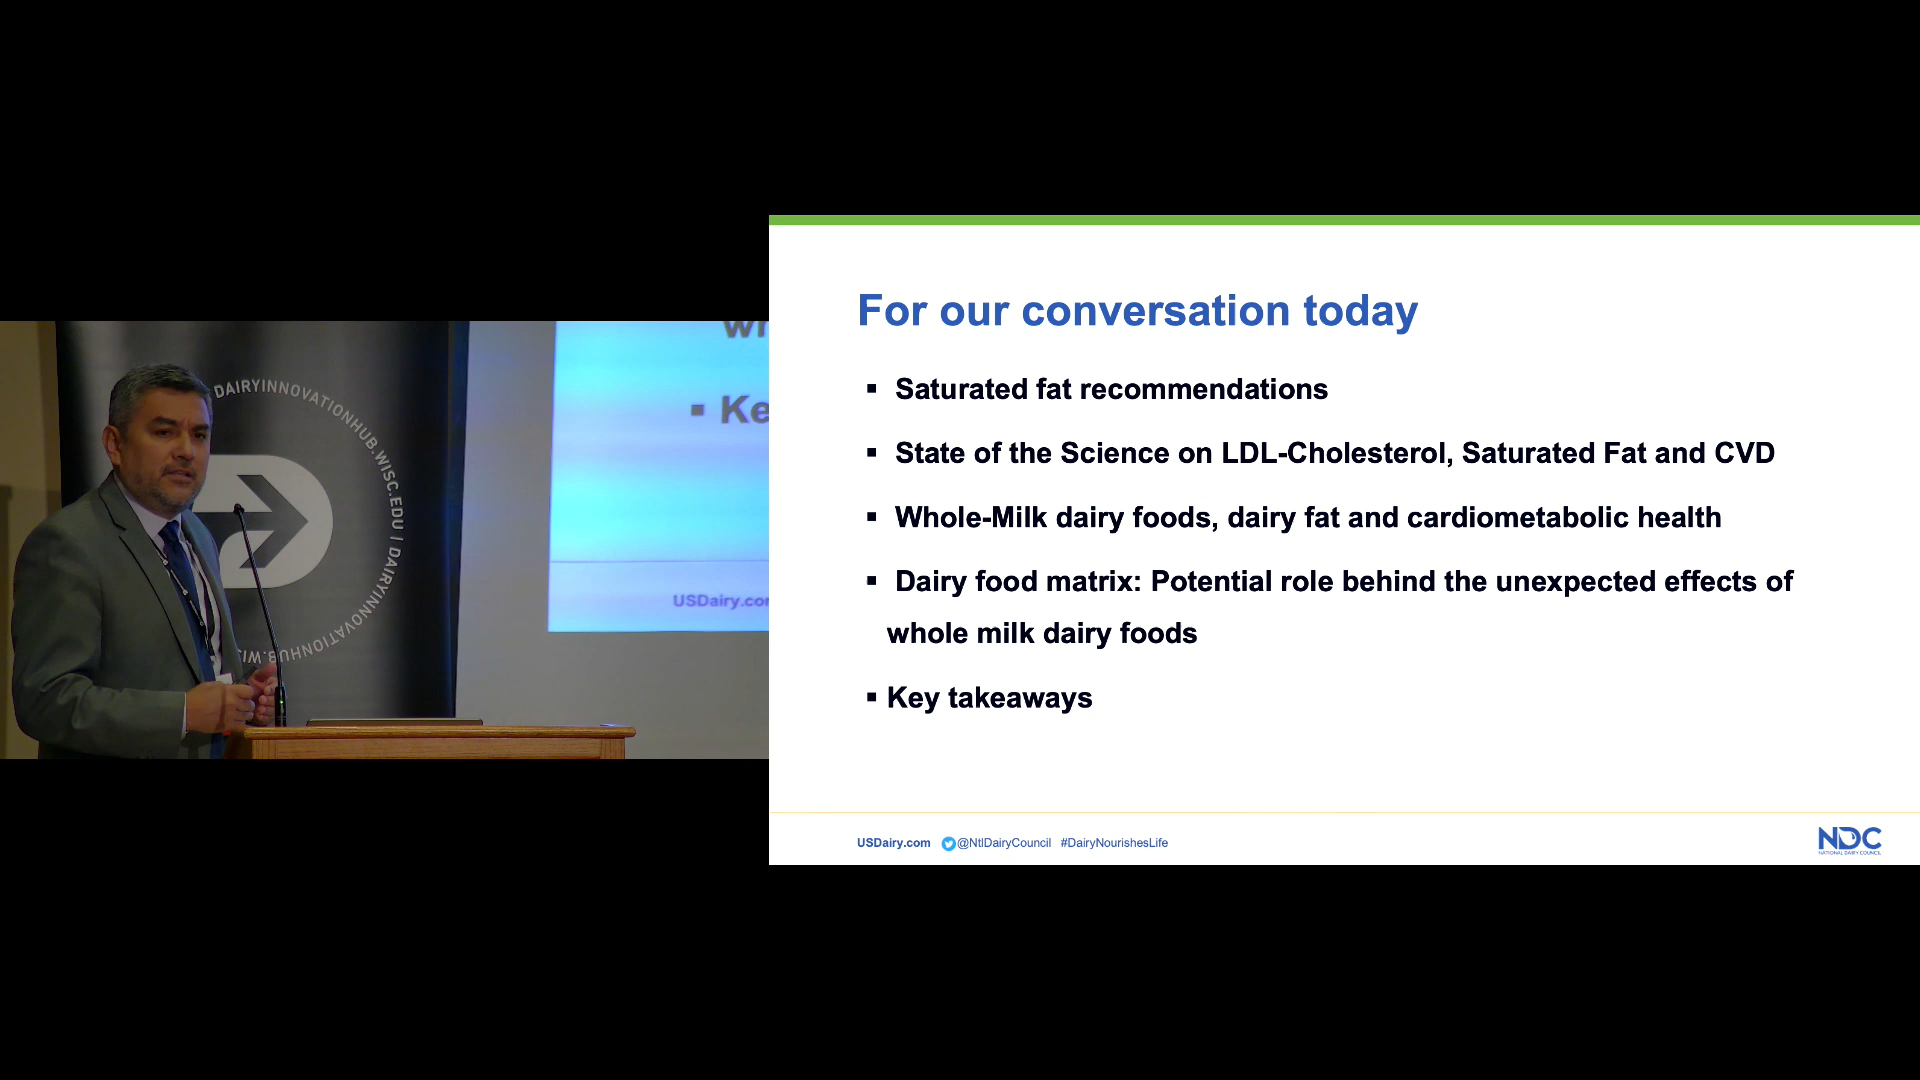 DAIRYINNOVATIONHUB.WISC.EDU | DAIRYINNOVATIONHUB.WIS
▪ Ke
USDairy.co
For our conversation today
▪ Saturated fat recommendations
▪ State of the Science on LDL-Cholesterol, Saturated Fat and CVD
▪ Whole-Milk dairy foods, dairy fat and cardiometabolic health
▪ Dairy food matrix: Potential role behind the unexpected effects of
whole milk dairy foods
▪ Key takeaways
USDairy.com @NtlDairyCouncil #DairyNourishesLife
NDC
NATIONAL DAIRY COUNCIL